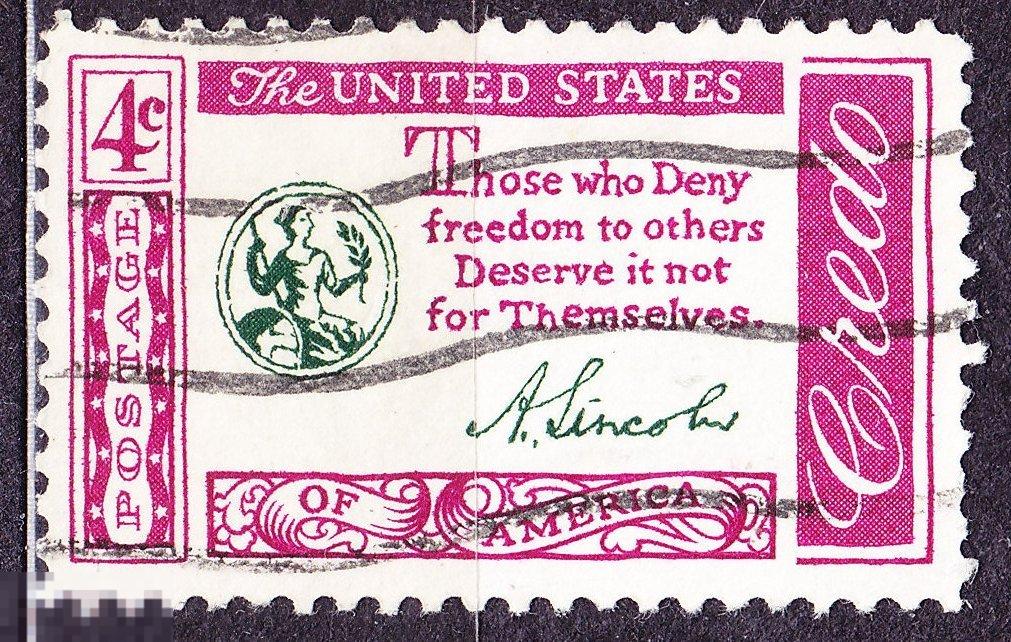 The UNITED STATES
4c
POSTAGE
Those who Deny
freedom to others
Deserve it not
for Themselves.
A. Lincoln
OF AMERICA
Credo